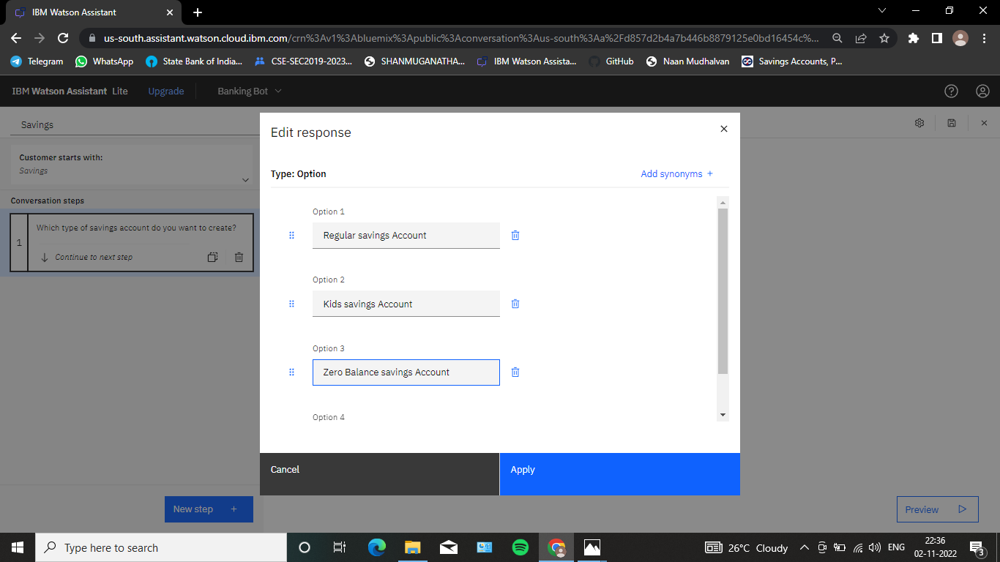 IBM Watson Assistant
us-south.assistant.watson.cloud.ibm.com/crn%3Av1%3Abluemix%3Apublic%3Aconversation%3Aus-south%3Aa%2Fd857d2b4a7b446b8879125e0bd16454c%...
Telegram WhatsApp State Bank of India... CSE-SEC2019-2023... SHANMUGANATHA... IBM Watson Assista... GitHub Naan Mudhalvan Savings Accounts, P...
IBM Watson Assistant Lite Upgrade Banking Bot
Savings
Customer starts with:
Savings
Conversation steps
1 Which type of savings account do you want to create?
Continue to next step
New step +
Edit response
Type: Option Add synonyms +
Option 1
Regular savings Account
Option 2
Kids savings Account
Option 3
Zero Balance savings Account
Option 4
Cancel Apply
Preview
Type here to search
26°C Cloudy ENG 22:36
02-11-2022 3